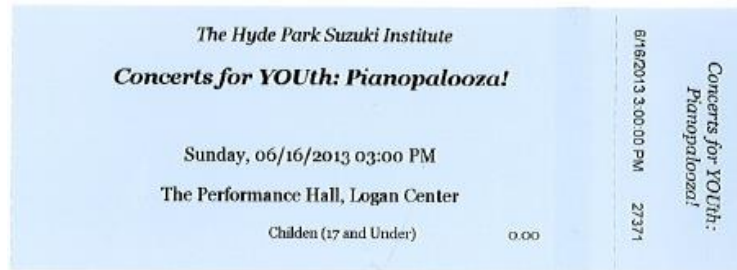 The Hyde Park Suzuki Institute
Concerts for YOUth: Pianopalooza!
Sunday, 06/16/2013 03:00 PM
The Performance Hall, Logan Center
Childen (17 and Under) 0.00
Concerts for YOUth:
Pianopalooza!
6/16/2013 3:00:00 PM 27371